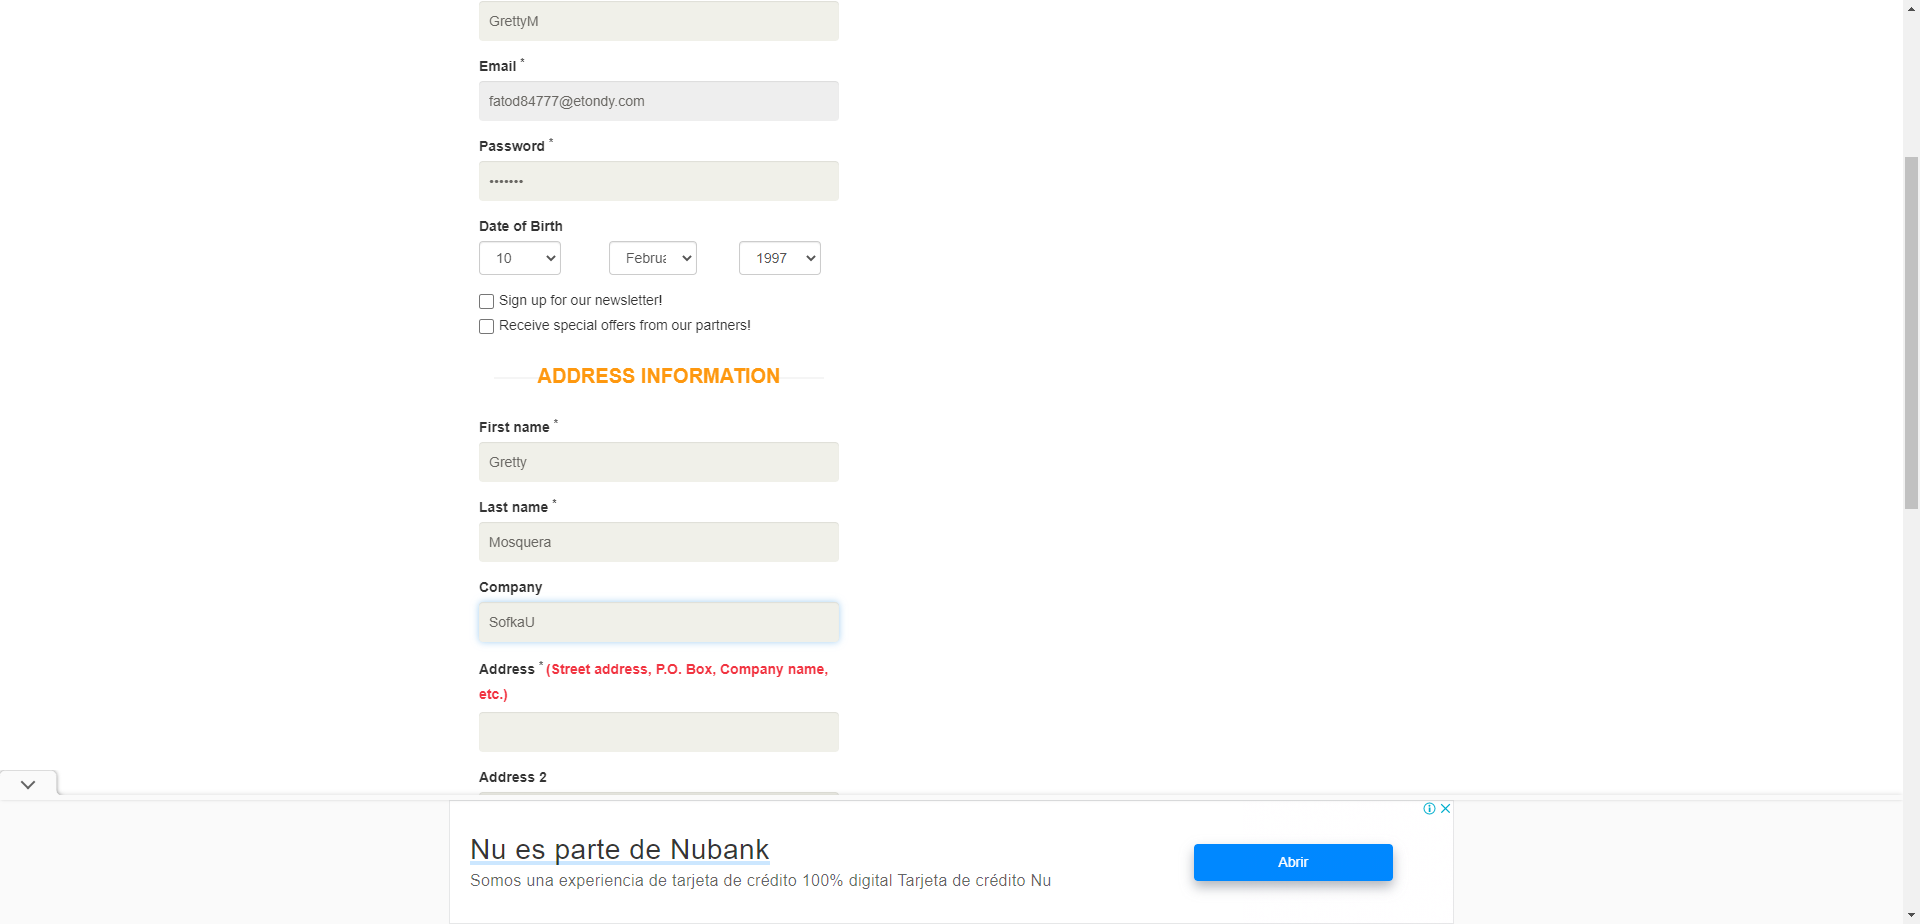 GrettyM
Email *
fatod84777@etondy.com
Password *
•••••••
Date of Birth
10 1997
Sign up for our newsletter!
Receive special offers from our partners!
ADDRESS INFORMATION
First name *
Gretty
Last name *
Mosquera
Company
SofkaU
Address * (Street address, P.O. Box, Company name,
etc.)
Address 2
Nu es parte de Nubank
Somos una experiencia de tarjeta de crédito 100% digital Tarjeta de crédito Nu
Abrir